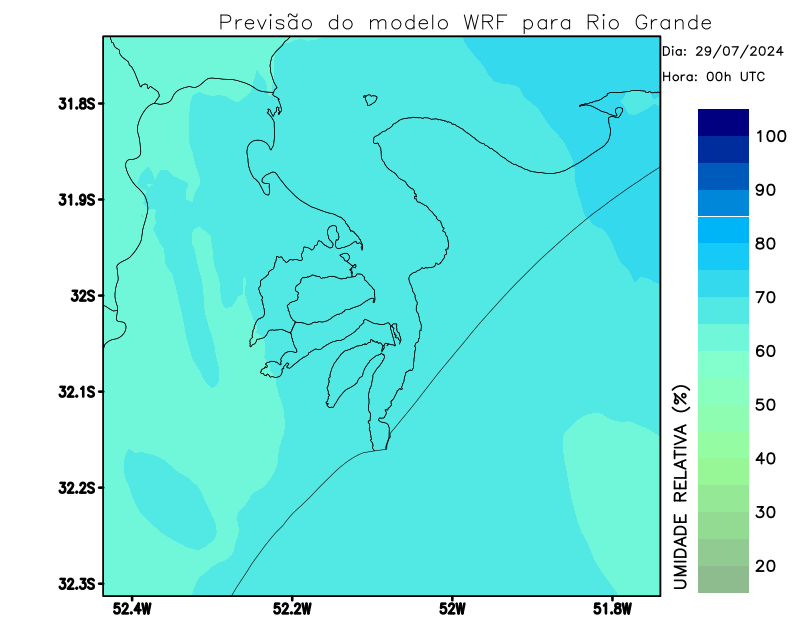 Previsão do modelo WRF para Rio Grande
Dia: 29/07/2024
Hora: 00h UTC
31.8S
31.9S
32S
32.1S
32.2S
32.3S
52.4W
52.2W
52W
51.8W
UMIDADE RELATIVA (%)
100
90
80
70
60
50
40
30
20